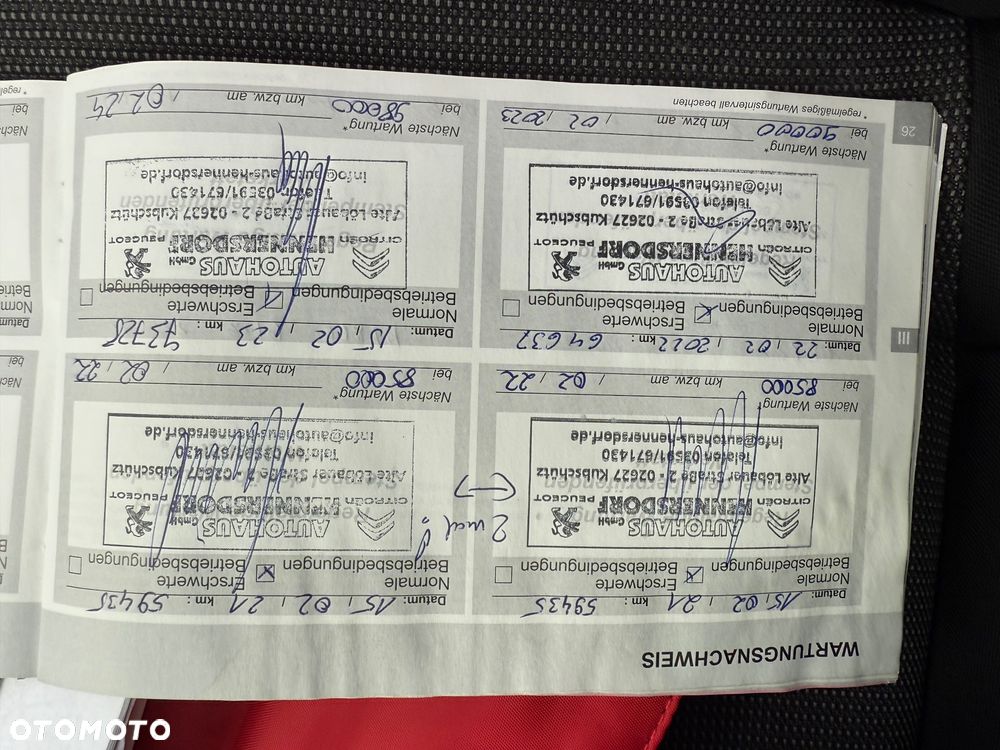 WARTUNGSNACHWEIS
Datum: 15, 02, 21 km: 59435
Normale Betriebsbedingungen
Erschwerte Betriebsbedingungen
AUTOHAUS GmbH
HENNERSDORF
CITROËN PEUGEOT
Alte Löbauer Straße 2 - 02627 Kubschütz
Telefon 03591/671430
info@autohaus-hennersdorf.de
Nächste Wartung*
bei 85000 km bzw. am / 02, 22
2 mal !
Datum: 15, 02, 21, km: 59435
Normale Betriebsbedingungen
Erschwerte Betriebsbedingungen
AUTOHAUS GmbH
HENNERSDORF
CITROËN PEUGEOT
Alte Löbauer Straße 2 - 02627 Kubschütz
Telefon 03591/671430
info@autohaus-hennersdorf.de
Nächste Wartung*
bei 85000 km bzw. am / 02, 22
III
Datum: 22, 02, 2022 km: 64637
Normale Betriebsbedingungen
Erschwerte Betriebsbedingungen
AUTOHAUS GmbH
HENNERSDORF
CITROËN PEUGEOT
Alte Löbauer Straße 2 - 02627 Kubschütz
Telefon 03591/671430
info@autohaus-hennersdorf.de
Nächste Wartung*
bei 90000 km bzw. am / 02, 2023
Datum: 15, 02, 23 km:
Normale Betriebsbedingungen
Erschwerte Betriebsbedingungen
AUTOHAUS GmbH
HENNERSDORF
CITROËN PEUGEOT
Alte Löbauer Straße 2 - 02627 Kubschütz
Telefon 03591/671430
info@autohaus-hennersdorf.de
Nächste Wartung*
bei 98000 km bzw. am / 02, 24
* regelmäßiges Wartungsintervall beachten
26
OTOMOTO